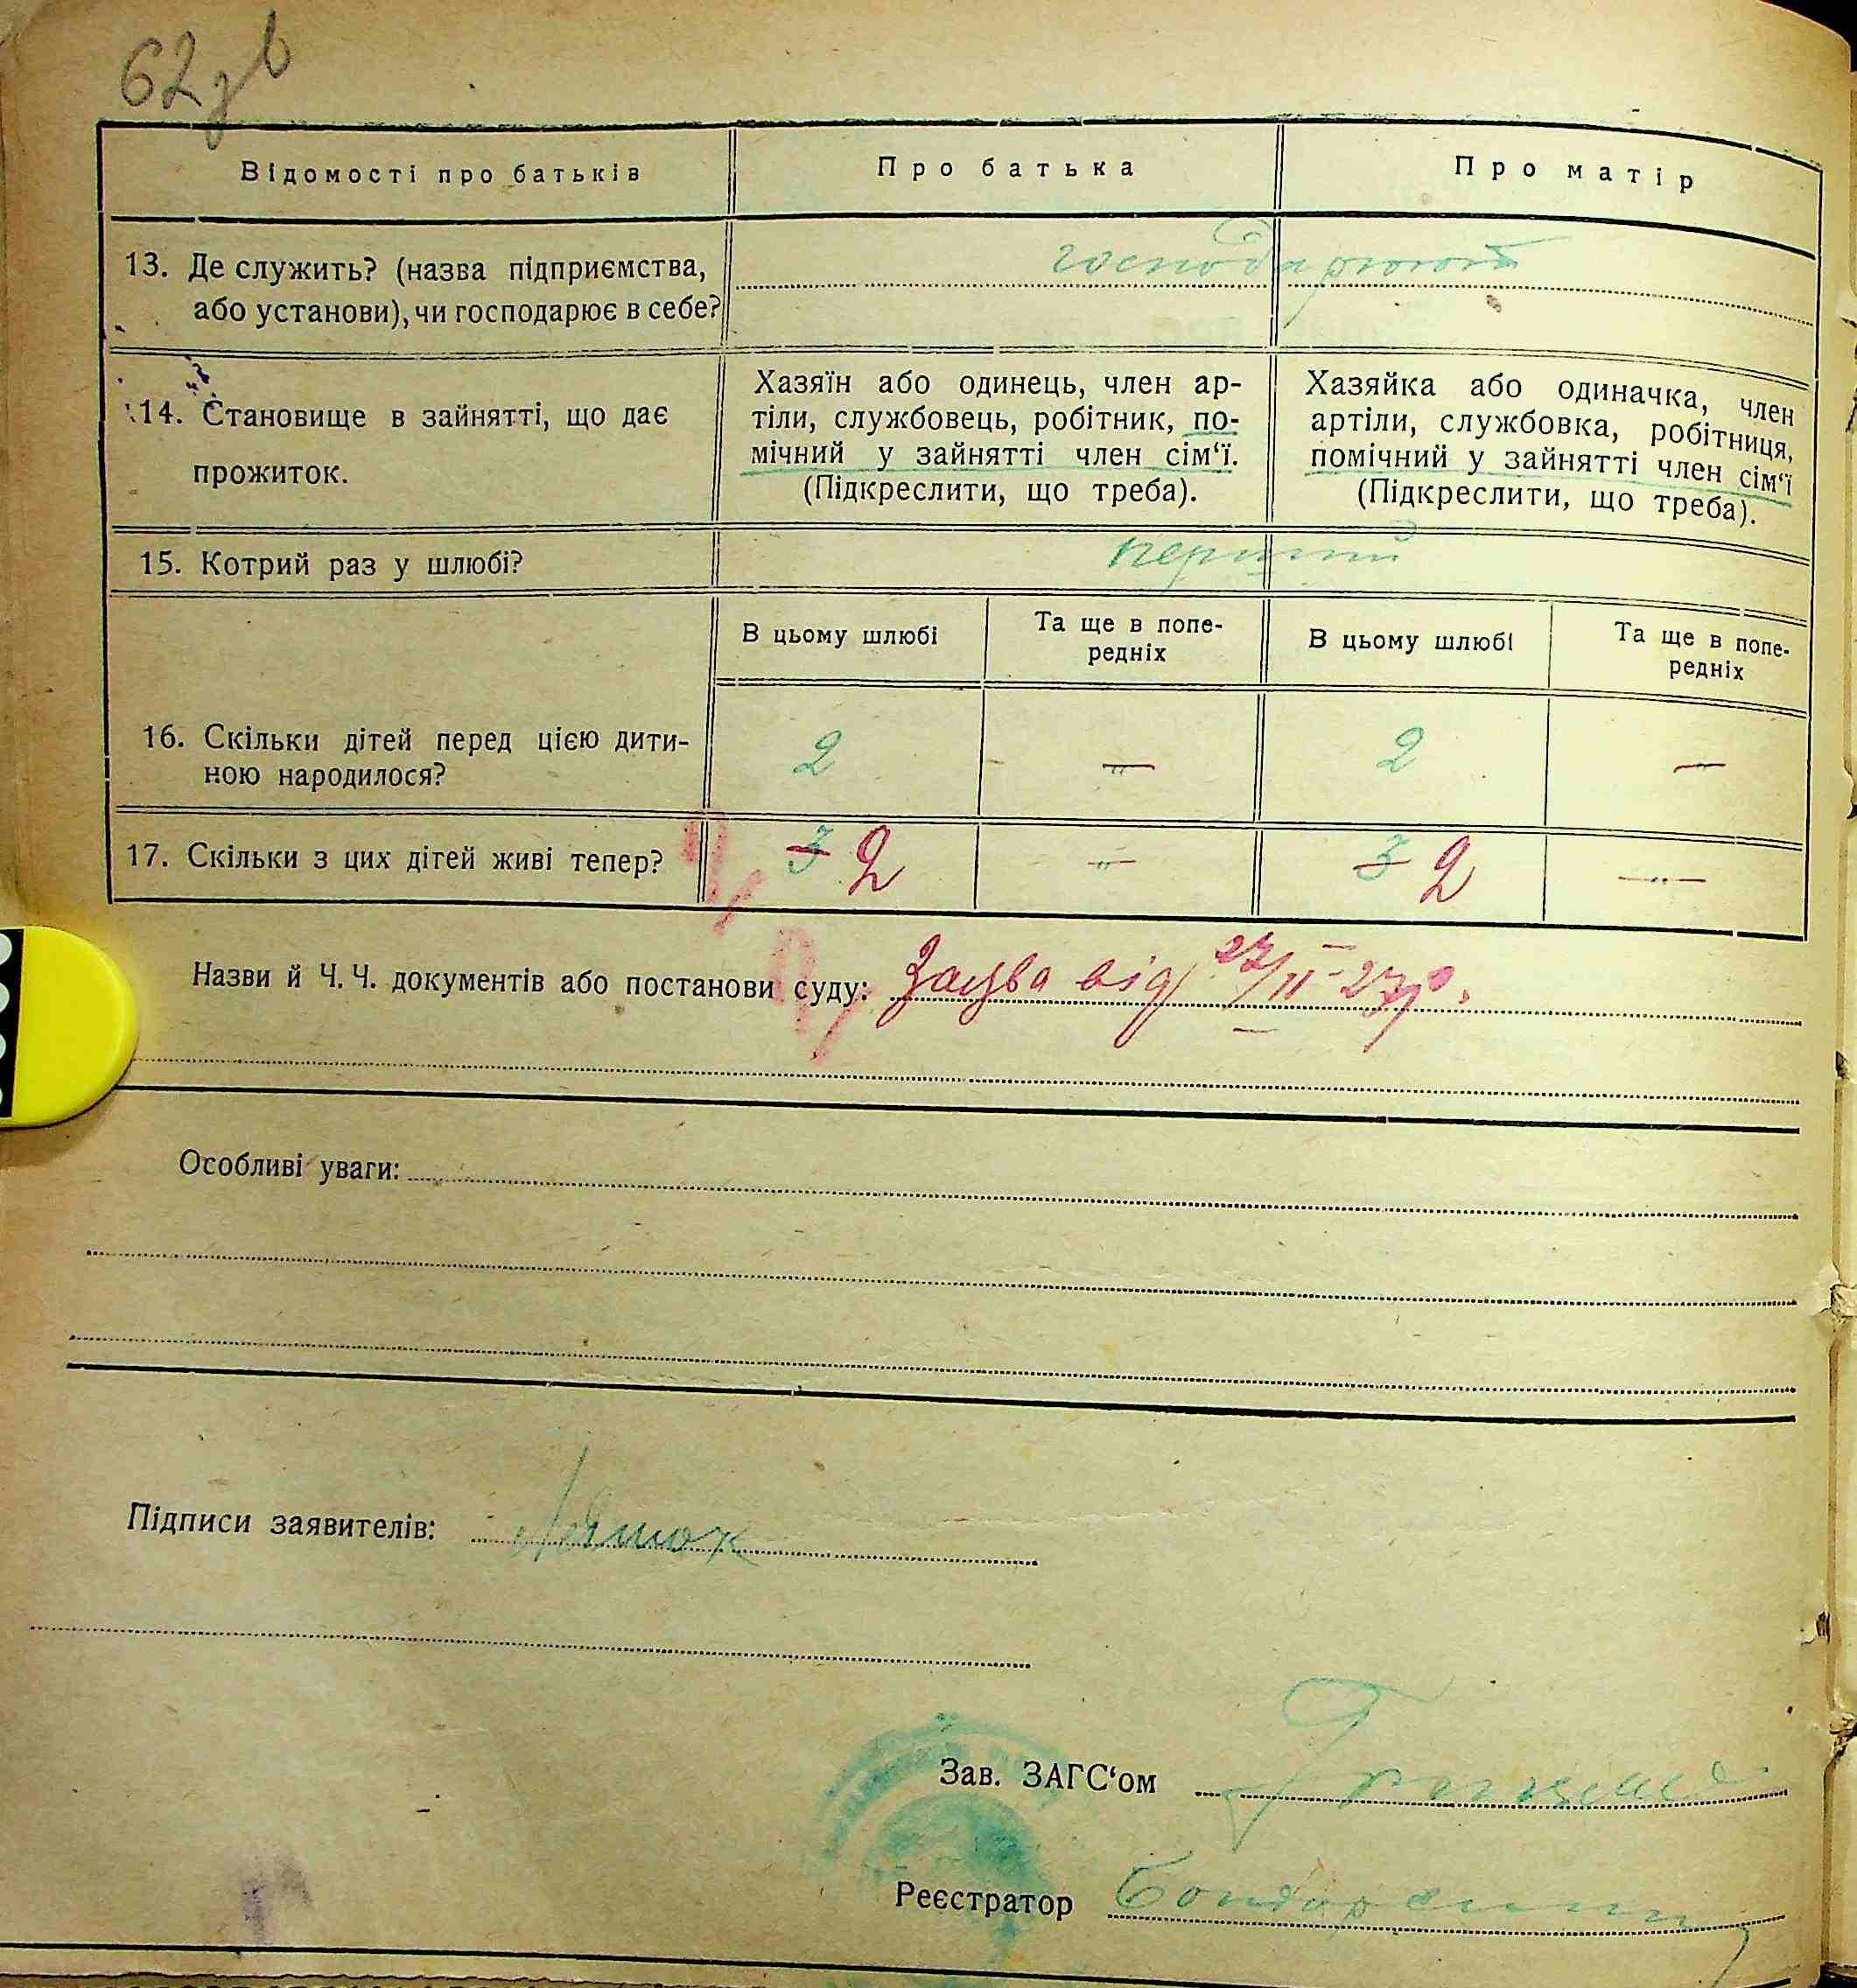 62зв
Відомості про батьків
Про батька
Про матір
13. Де служить? (назва підприємства,
або установи), чи господарює в себе?
господарюють
14. Становище в зайнятті, що дає
прожиток.
Хазяїн або одинець, член ар-
тіли, службовець, робітник, по-
мічний у зайнятті член сім‘ї.
(Підкреслити, що треба).
Хазяйка або одиначка, член
артіли, службовка, робітниця,
помічний у зайнятті член сім‘ї
(Підкреслити, що треба).
15. Котрий раз у шлюбі?
перший
В цьому шлюбі
Та ще в попе-
редніх
В цьому шлюбі
Та ще в попе-
редніх
16. Скільки дітей перед цією дити-
ною народилося?
2 — 2 —
17. Скільки з цих дітей живі тепер?
3 2 — 3 2 —
Назви й Ч. Ч. документів або постанови суду: Заява від 27/II-27р.
Особливі уваги:
Підписи заявителів:
Зав. ЗАГС‘ом
Реєстратор